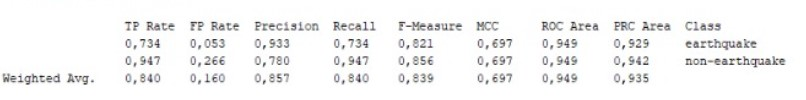 TP Rate FP Rate Precision Recall F-Measure MCC ROC Area PRC Area Class
0,734 0,053 0,933 0,734 0,821 0,697 0,949 0,929 earthquake
0,947 0,266 0,780 0,947 0,856 0,697 0,949 0,942 non-earthquake
Weighted Avg. 0,840 0,160 0,857 0,840 0,839 0,697 0,949 0,935